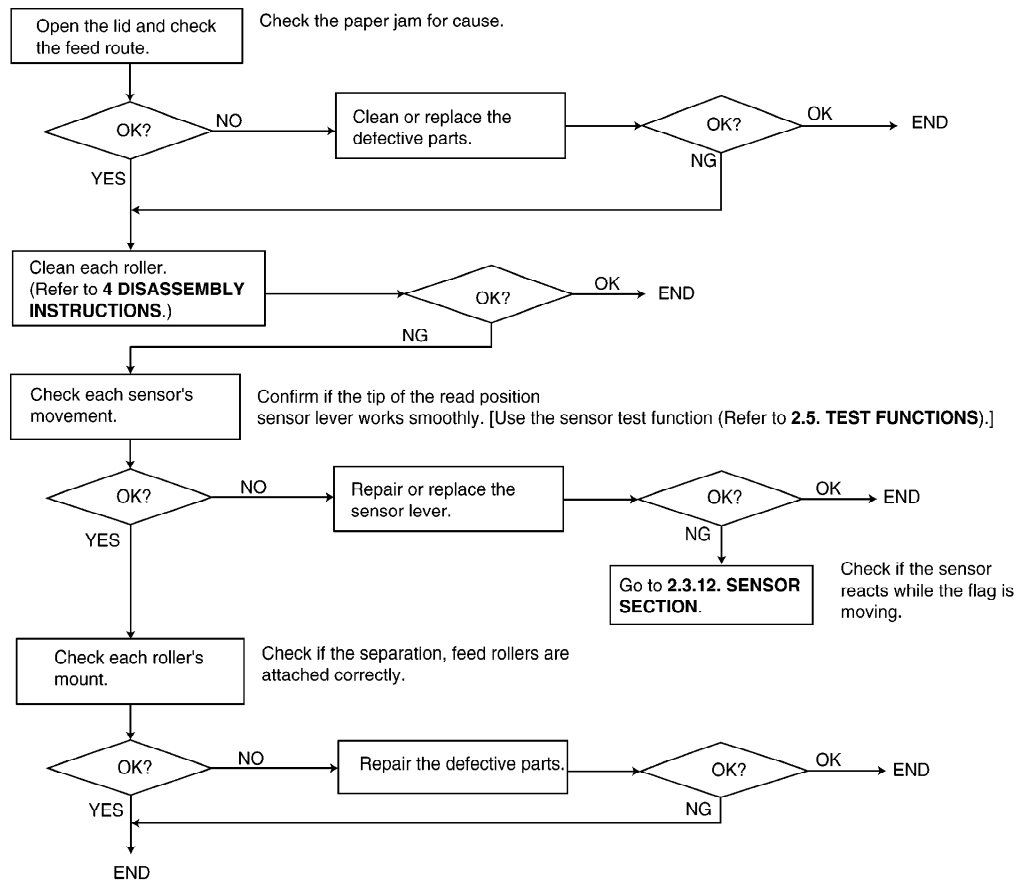 Open the lid and check
the feed route.
Check the paper jam for cause.
OK?
NO
Clean or replace the
defective parts.
OK?
OK
END
NG
YES
Clean each roller.
(Refer to 4 DISASSEMBLY
INSTRUCTIONS.)
OK?
OK
END
NG
Check each sensor's
movement.
Confirm if the tip of the read position
sensor lever works smoothly. [Use the sensor test function (Refer to 2.5. TEST FUNCTIONS).]
OK?
NO
Repair or replace the
sensor lever.
OK?
OK
END
NG
YES
Go to 2.3.12. SENSOR
SECTION.
Check if the sensor
reacts while the flag is
moving.
Check each roller's
mount.
Check if the separation, feed rollers are
attached correctly.
OK?
NO
Repair the defective parts.
OK?
OK
END
NG
YES
END